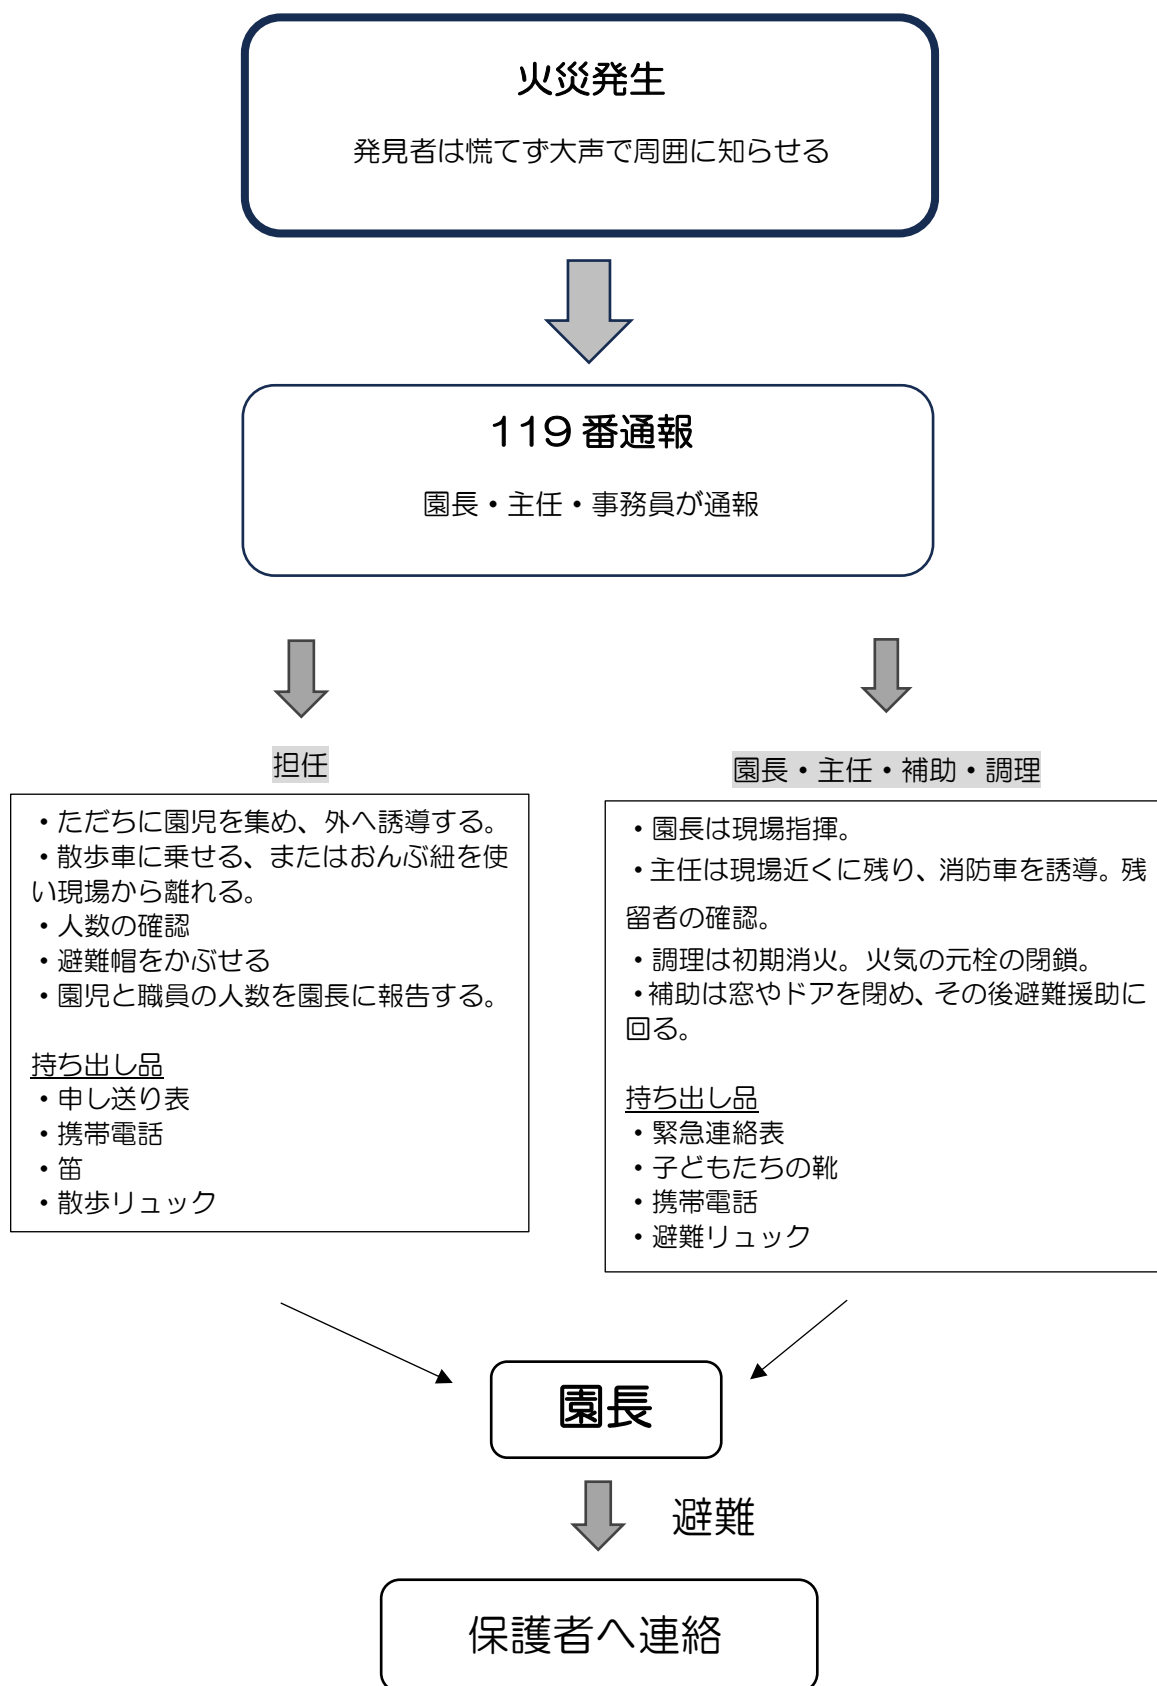 火災発生
発見者は慌てず大声で周囲に知らせる
119番通報
園長・主任・事務員が通報
担任
・ただちに園児を集め、外へ誘導する。
・散歩車に乗せる、またはおんぶ紐を使
い現場から離れる。
・人数の確認
・避難帽をかぶせる
・園児と職員の人数を園長に報告する。
持ち出し品
・申し送り表
・携帯電話
・笛
・散歩リュック
園長・主任・補助・調理
・園長は現場指揮。
・主任は現場近くに残り、消防車を誘導。残
留者の確認。
・調理は初期消火。火気の元栓の閉鎖。
・補助は窓やドアを閉め、その後避難援助に
回る。
持ち出し品
・緊急連絡表
・子どもたちの靴
・携帯電話
・避難リュック
園長
避難
保護者へ連絡